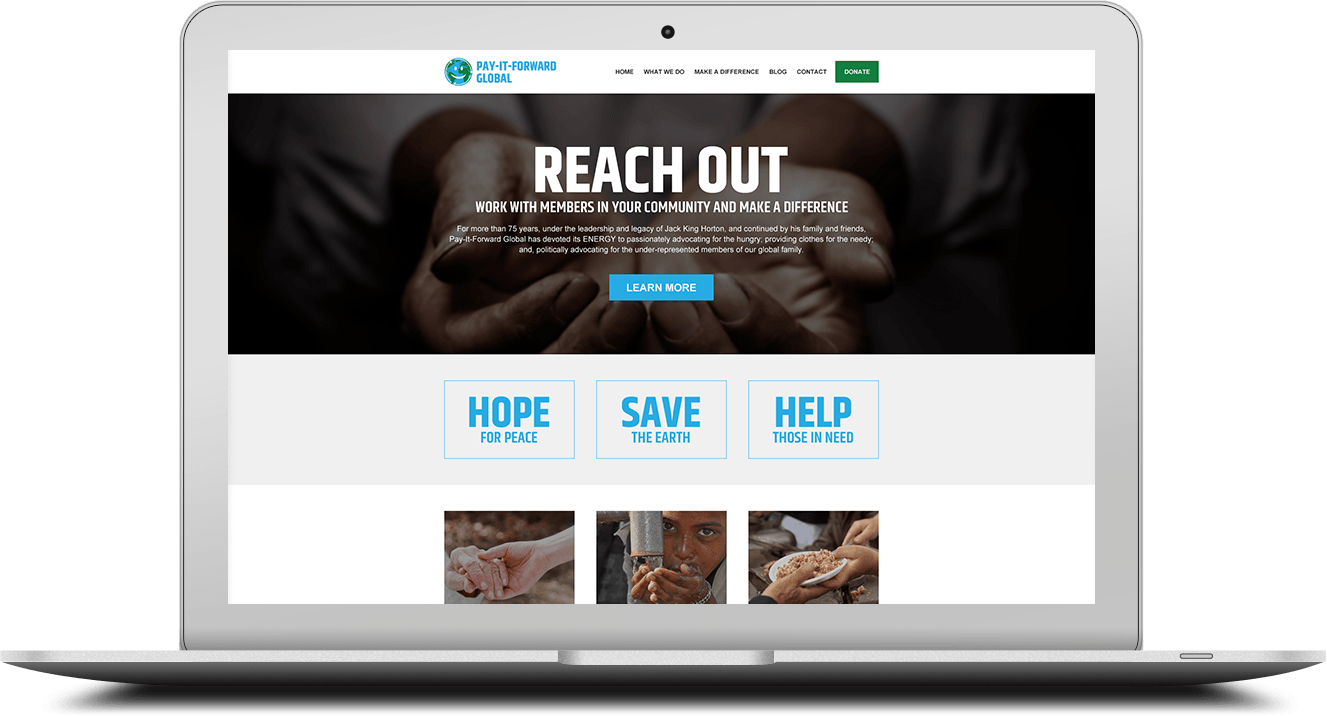 PAY-IT-FORWARD
GLOBAL
HOME WHAT WE DO MAKE A DIFFERENCE BLOG CONTACT DONATE
REACH OUT
WORK WITH MEMBERS IN YOUR COMMUNITY AND MAKE A DIFFERENCE
For more than 75 years, under the leadership and legacy of Jack King Horton, and continued by his family and friends,
Pay-It-Forward Global has devoted its ENERGY to passionately advocating for the hungry; providing clothes for the needy;
and, politically advocating for the under-represented members of our global family.
LEARN MORE
HOPE
FOR PEACE
SAVE
THE EARTH
HELP
THOSE IN NEED